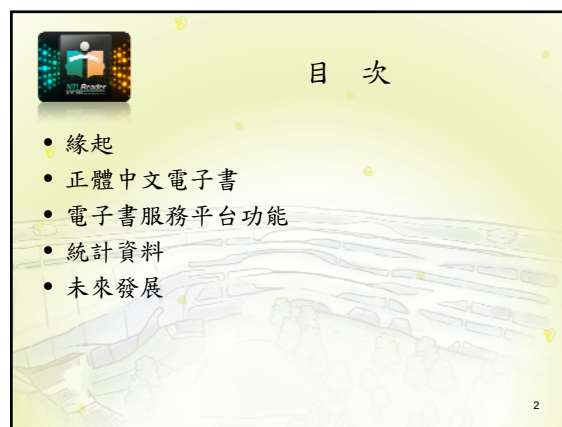 目 次
NTL Reader
• 緣起
• 正體中文電子書
• 電子書服務平台功能
• 統計資料
• 未來發展
2